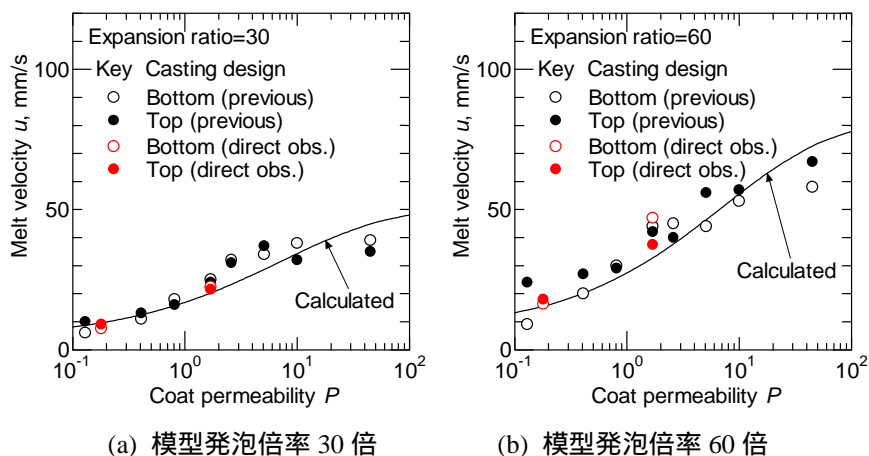 Expansion ratio=30
Key Casting design
Bottom (previous)
Top (previous)
Bottom (direct obs.)
Top (direct obs.)
Calculated
Melt velocity u, mm/s
100
50
0
10-1 100 101 102
Coat permeability P
(a) 模型発泡倍率 30 倍
Expansion ratio=60
Key Casting design
Bottom (previous)
Top (previous)
Bottom (direct obs.)
Top (direct obs.)
Calculated
Melt velocity u, mm/s
100
50
0
10-1 100 101 102
Coat permeability P
(b) 模型発泡倍率 60 倍